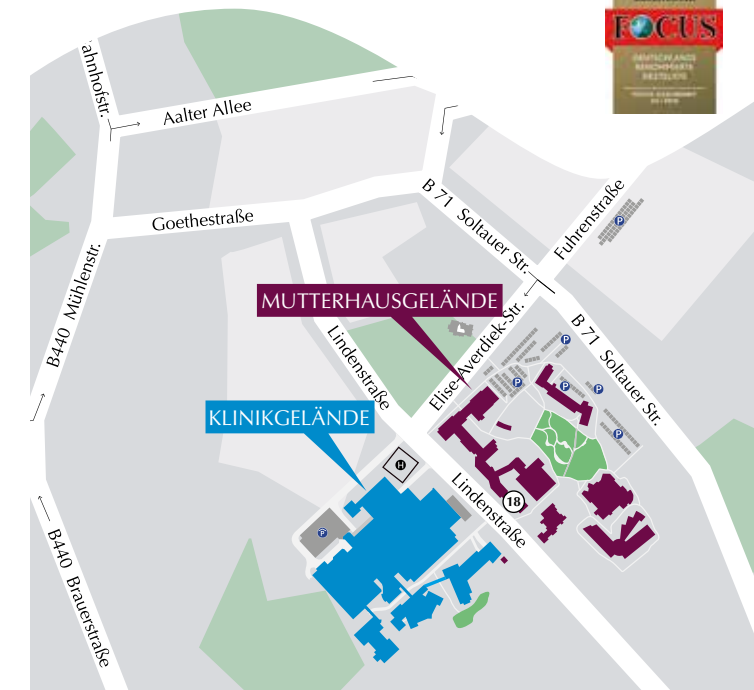 FOCUS
DEUTSCHLANDS
ahnhofstr.
Aalter Allee
B 71 Soltauer Str.
Fuhrenstraße
P
Goethestraße
B440 Mühlenstr.
MUTTERHAUSGELÄNDE
Elise-Averdiek-Str.
B 71 Soltauer Str.
P
P
P
P
P
Lindenstraße
KLINIKGELÄNDE
H
Lindenstraße
18
P
B440 Brauerstraße